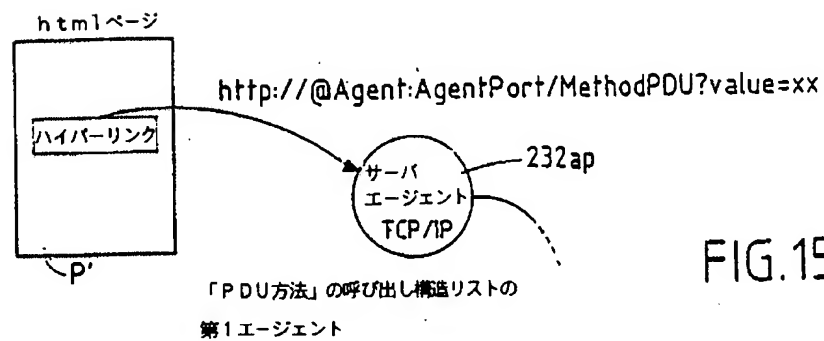 htmlページ
http://@Agent:AgentPort/MethodPDU?value=xx
ハイパーリンク
サーバ
エージェント
TCP/IP
232ap
P'
FIG.15
「PDU方法」の呼び出し構造リストの
第1エージェント